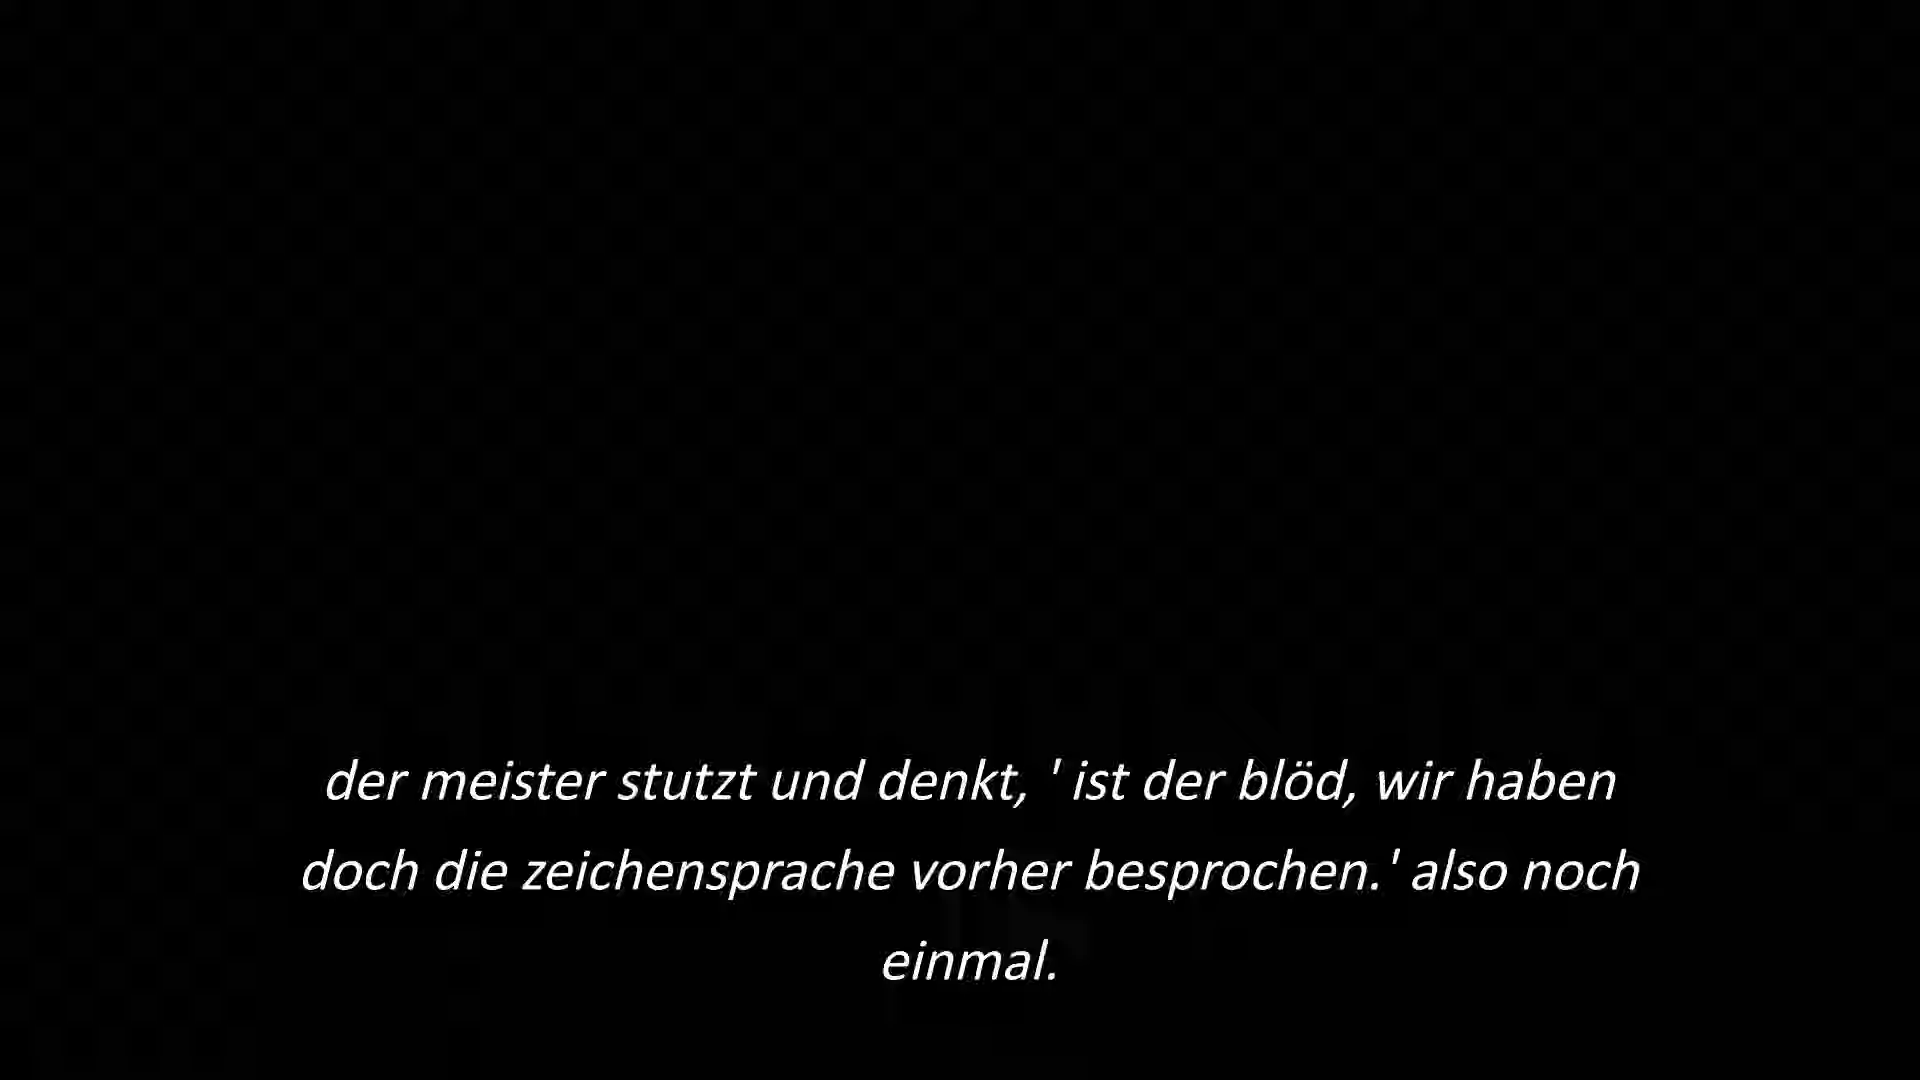 der meister stutzt und denkt, ' ist der blöd, wir haben
doch die zeichensprache vorher besprochen.' also noch
einmal.